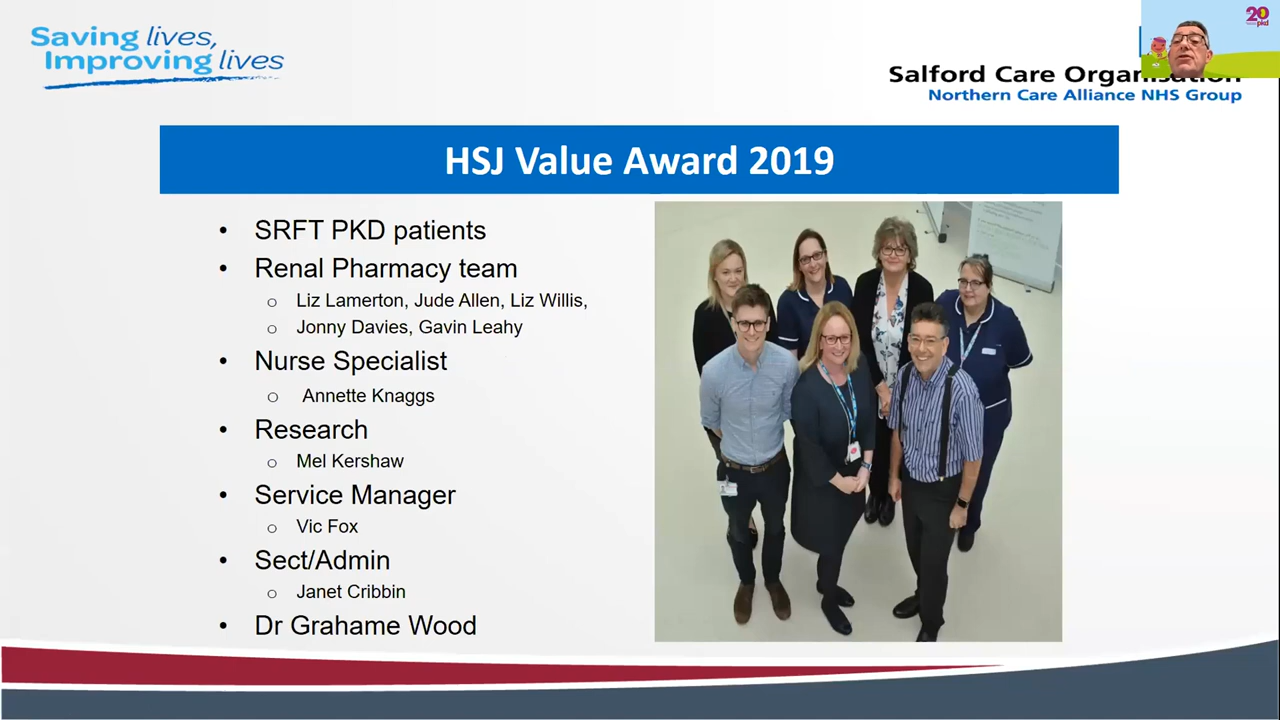 Saving lives,
Improving lives
20
pkd
Salford Care Organisation
Northern Care Alliance NHS Group
HSJ Value Award 2019
• SRFT PKD patients
• Renal Pharmacy team
o Liz Lamerton, Jude Allen, Liz Willis,
o Jonny Davies, Gavin Leahy
• Nurse Specialist
o Annette Knaggs
• Research
o Mel Kershaw
• Service Manager
o Vic Fox
• Sect/Admin
o Janet Cribbin
• Dr Grahame Wood